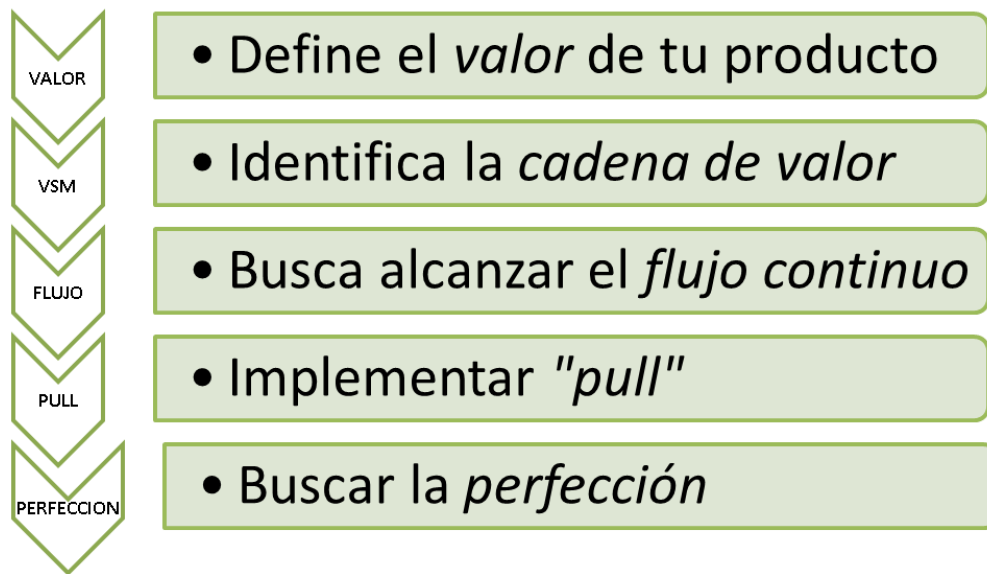 VALOR
• Define el valor de tu producto
VSM
• Identifica la cadena de valor
FLUJO
• Busca alcanzar el flujo continuo
PULL
• Implementar "pull"
PERFECCION
• Buscar la perfección